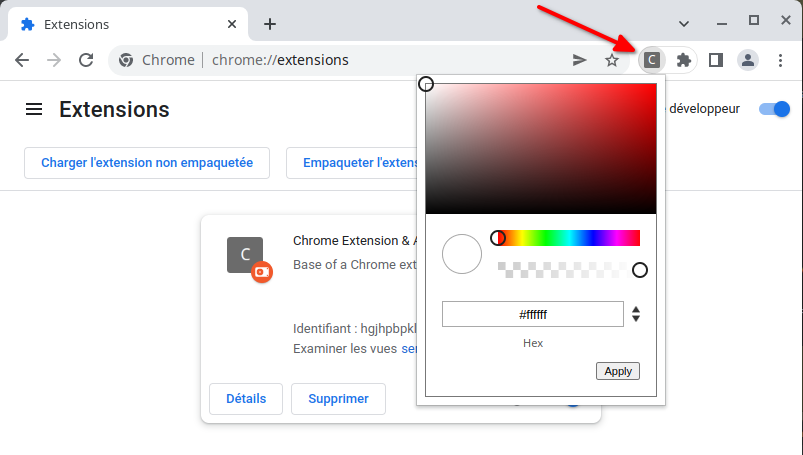 Extensions
Chrome chrome://extensions
C
Extensions
développeur
Charger l'extension non empaquetée
Empaqueter l'extens
C
Chrome Extension & A
Base of a Chrome ext
Identifiant : hgjhpbpkl
Examiner les vues ser
Détails
Supprimer
#ffffff
Hex
Apply